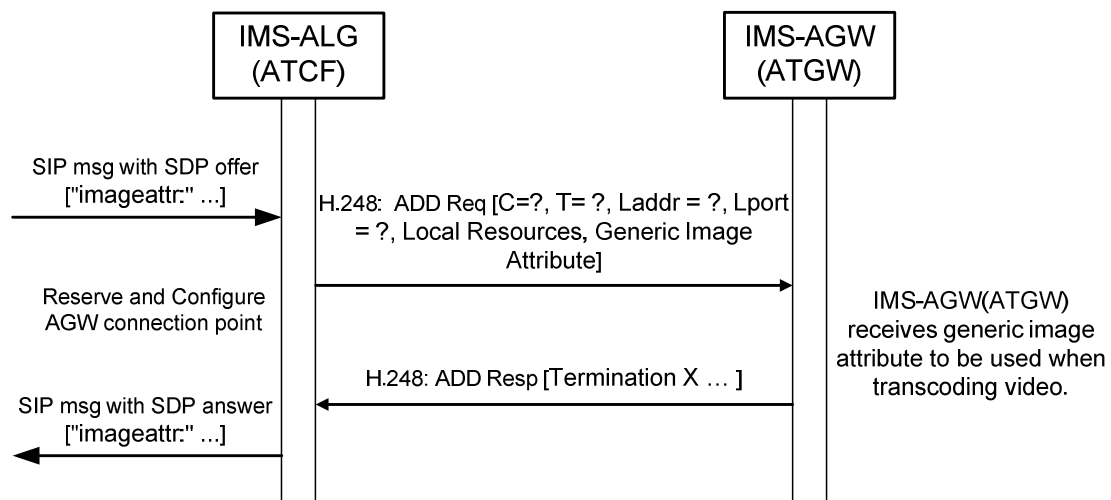 IMS-ALG
(ATCF)
IMS-AGW
(ATGW)
SIP msg with SDP offer
["imageattr:" ...]
H.248: ADD Req [C=?, T= ?, Laddr = ?, Lport
= ?, Local Resources, Generic Image
Attribute]
Reserve and Configure
AGW connection point
IMS-AGW(ATGW)
receives generic image
attribute to be used when
transcoding video.
H.248: ADD Resp [Termination X ... ]
SIP msg with SDP answer
["imageattr:" ...]